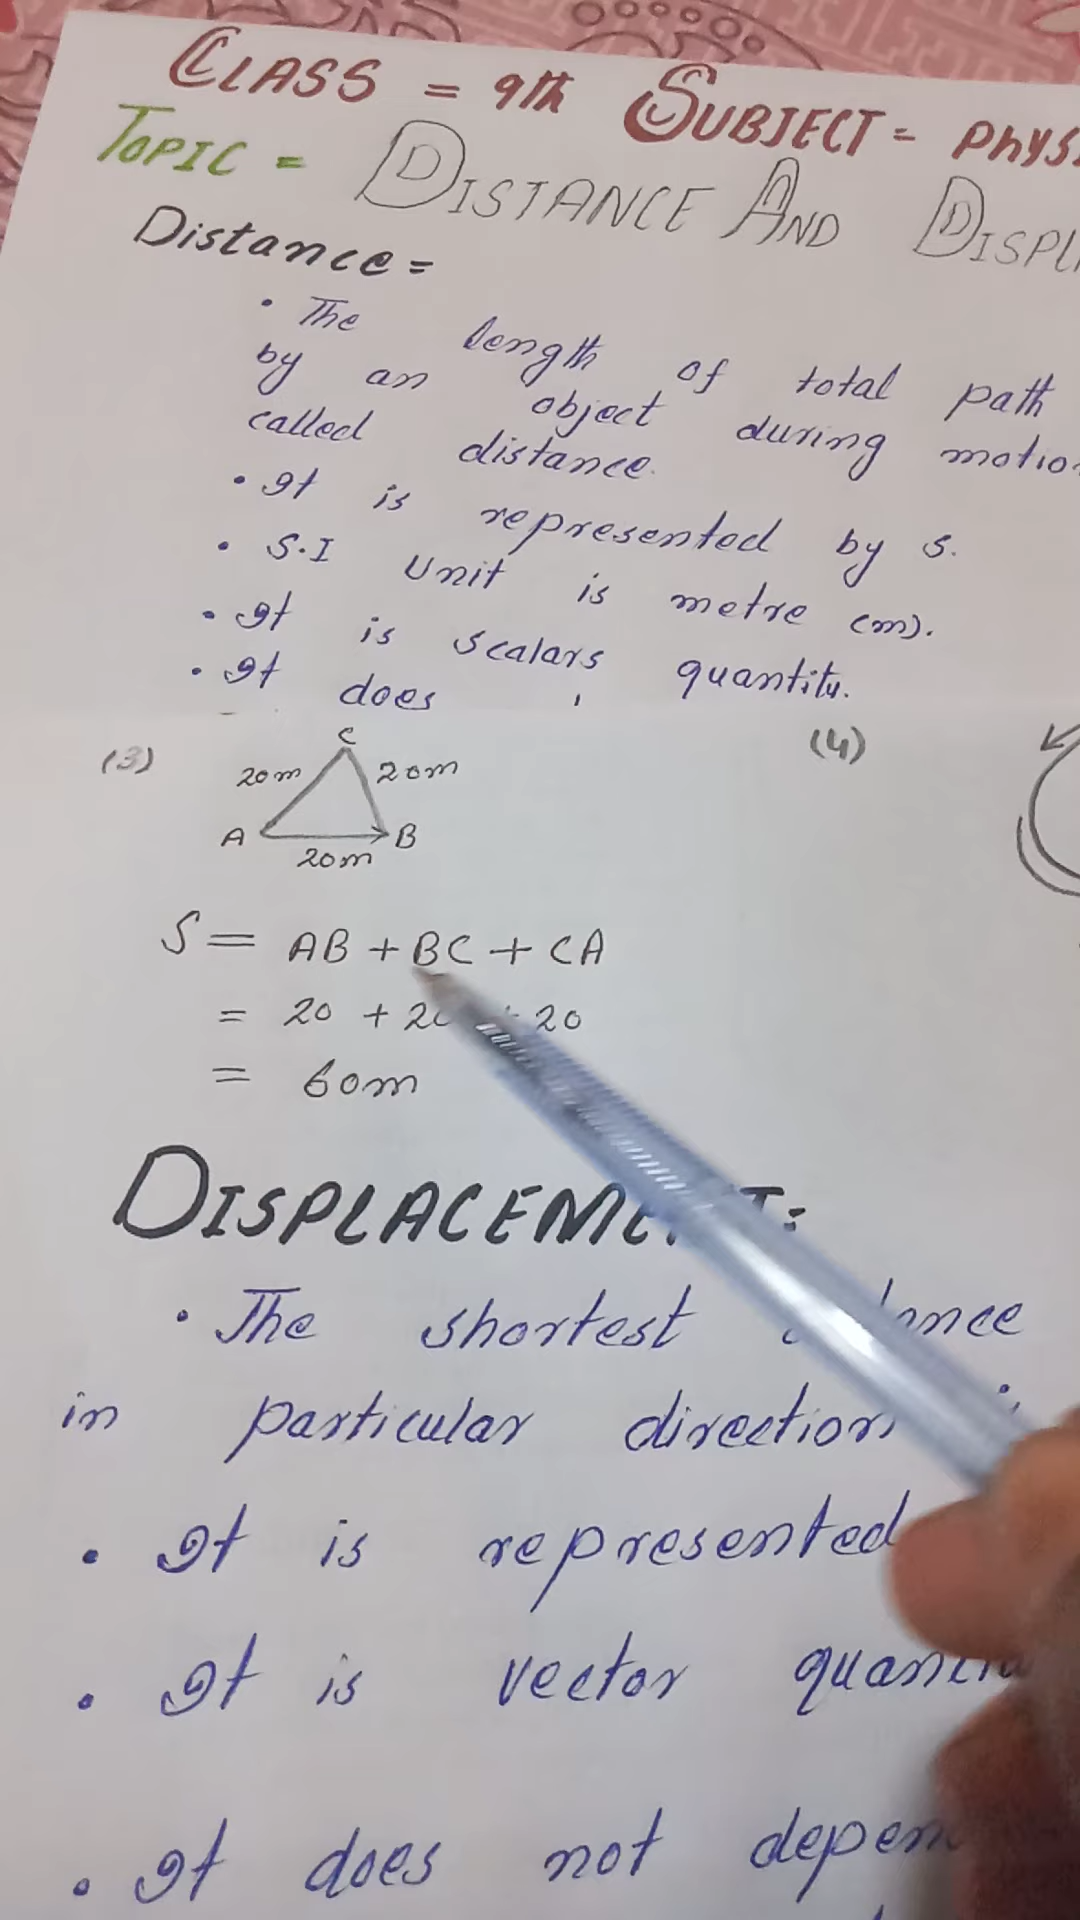 CLASS = 9th SUBJECT = PHYS
TOPIC = DISTANCE AND DISPL
Distance =
• The length of total path
by an object during motion
called distance.
• It is represented by s.
• S.I Unit is metre (m).
• It is scalars quantity.
• It does
(3)
C
20m 20m
A B
20m
(4)
S = AB + BC + CA
= 20 + 20 + 20
= 60m
DISPLACEMENT:
• The shortest
in particular direction
• It is represented
• It is vector
• It does not depen